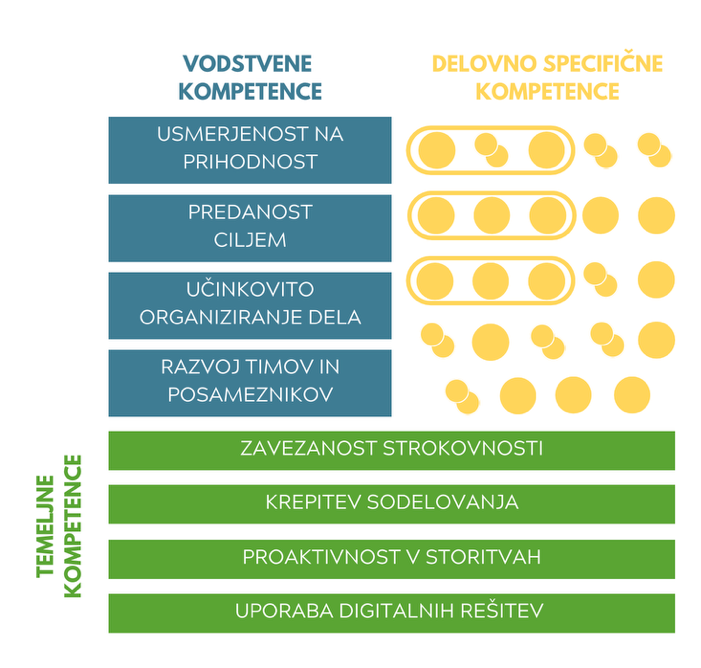 VODSTVENE
KOMPETENCE
DELOVNO SPECIFIČNE
KOMPETENCE
USMERJENOST NA
PRIHODNOST
PREDANOST
CILJEM
UČINKOVITO
ORGANIZIRANJE DELA
RAZVOJ TIMOV IN
POSAMEZNIKOV
TEMELJNE
KOMPETENCE
ZAVEZANOST STROKOVNOSTI
KREPITEV SODELOVANJA
PROAKTIVNOST V STORITVAH
UPORABA DIGITALNIH REŠITEV